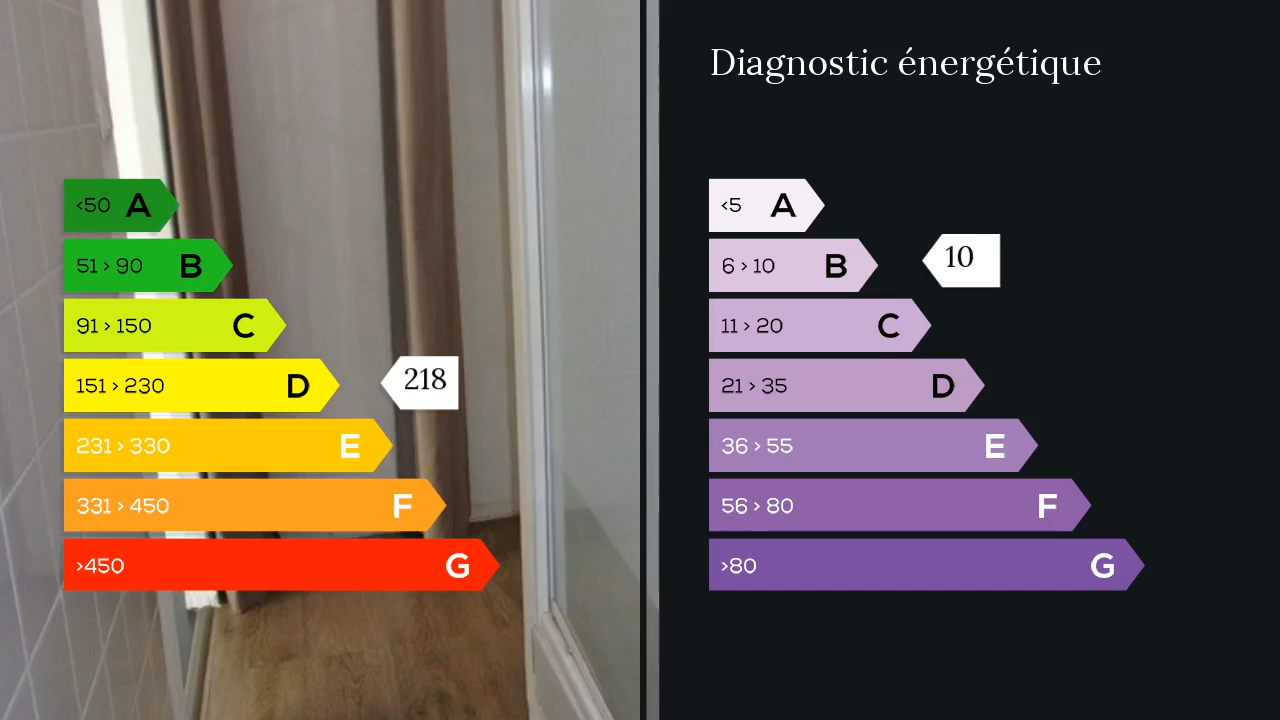 Diagnostic énergétique
<50 A
51 > 90 B
91 > 150 C
151 > 230 D
218
231 > 330 E
331 > 450 F
>450 G
<5 A
6 > 10 B
10
11 > 20 C
21 > 35 D
36 > 55 E
56 > 80 F
>80 G